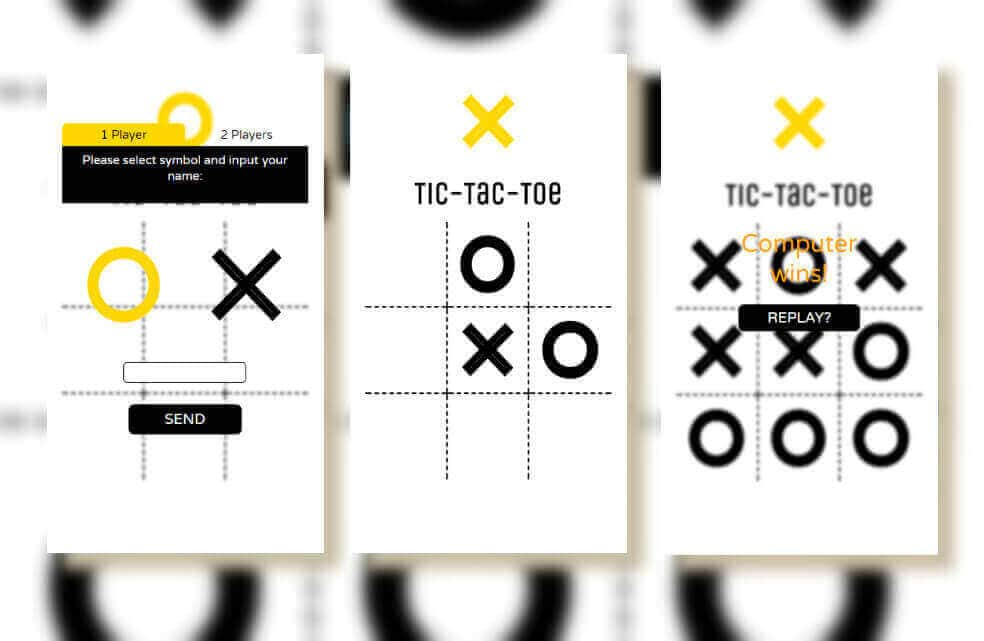 1 Player
2 Players
Please select symbol and input your
name:
SEND
TIC-TaC-TOe
TIC-TaC-TOe
Computer
wins!
REPLAY?